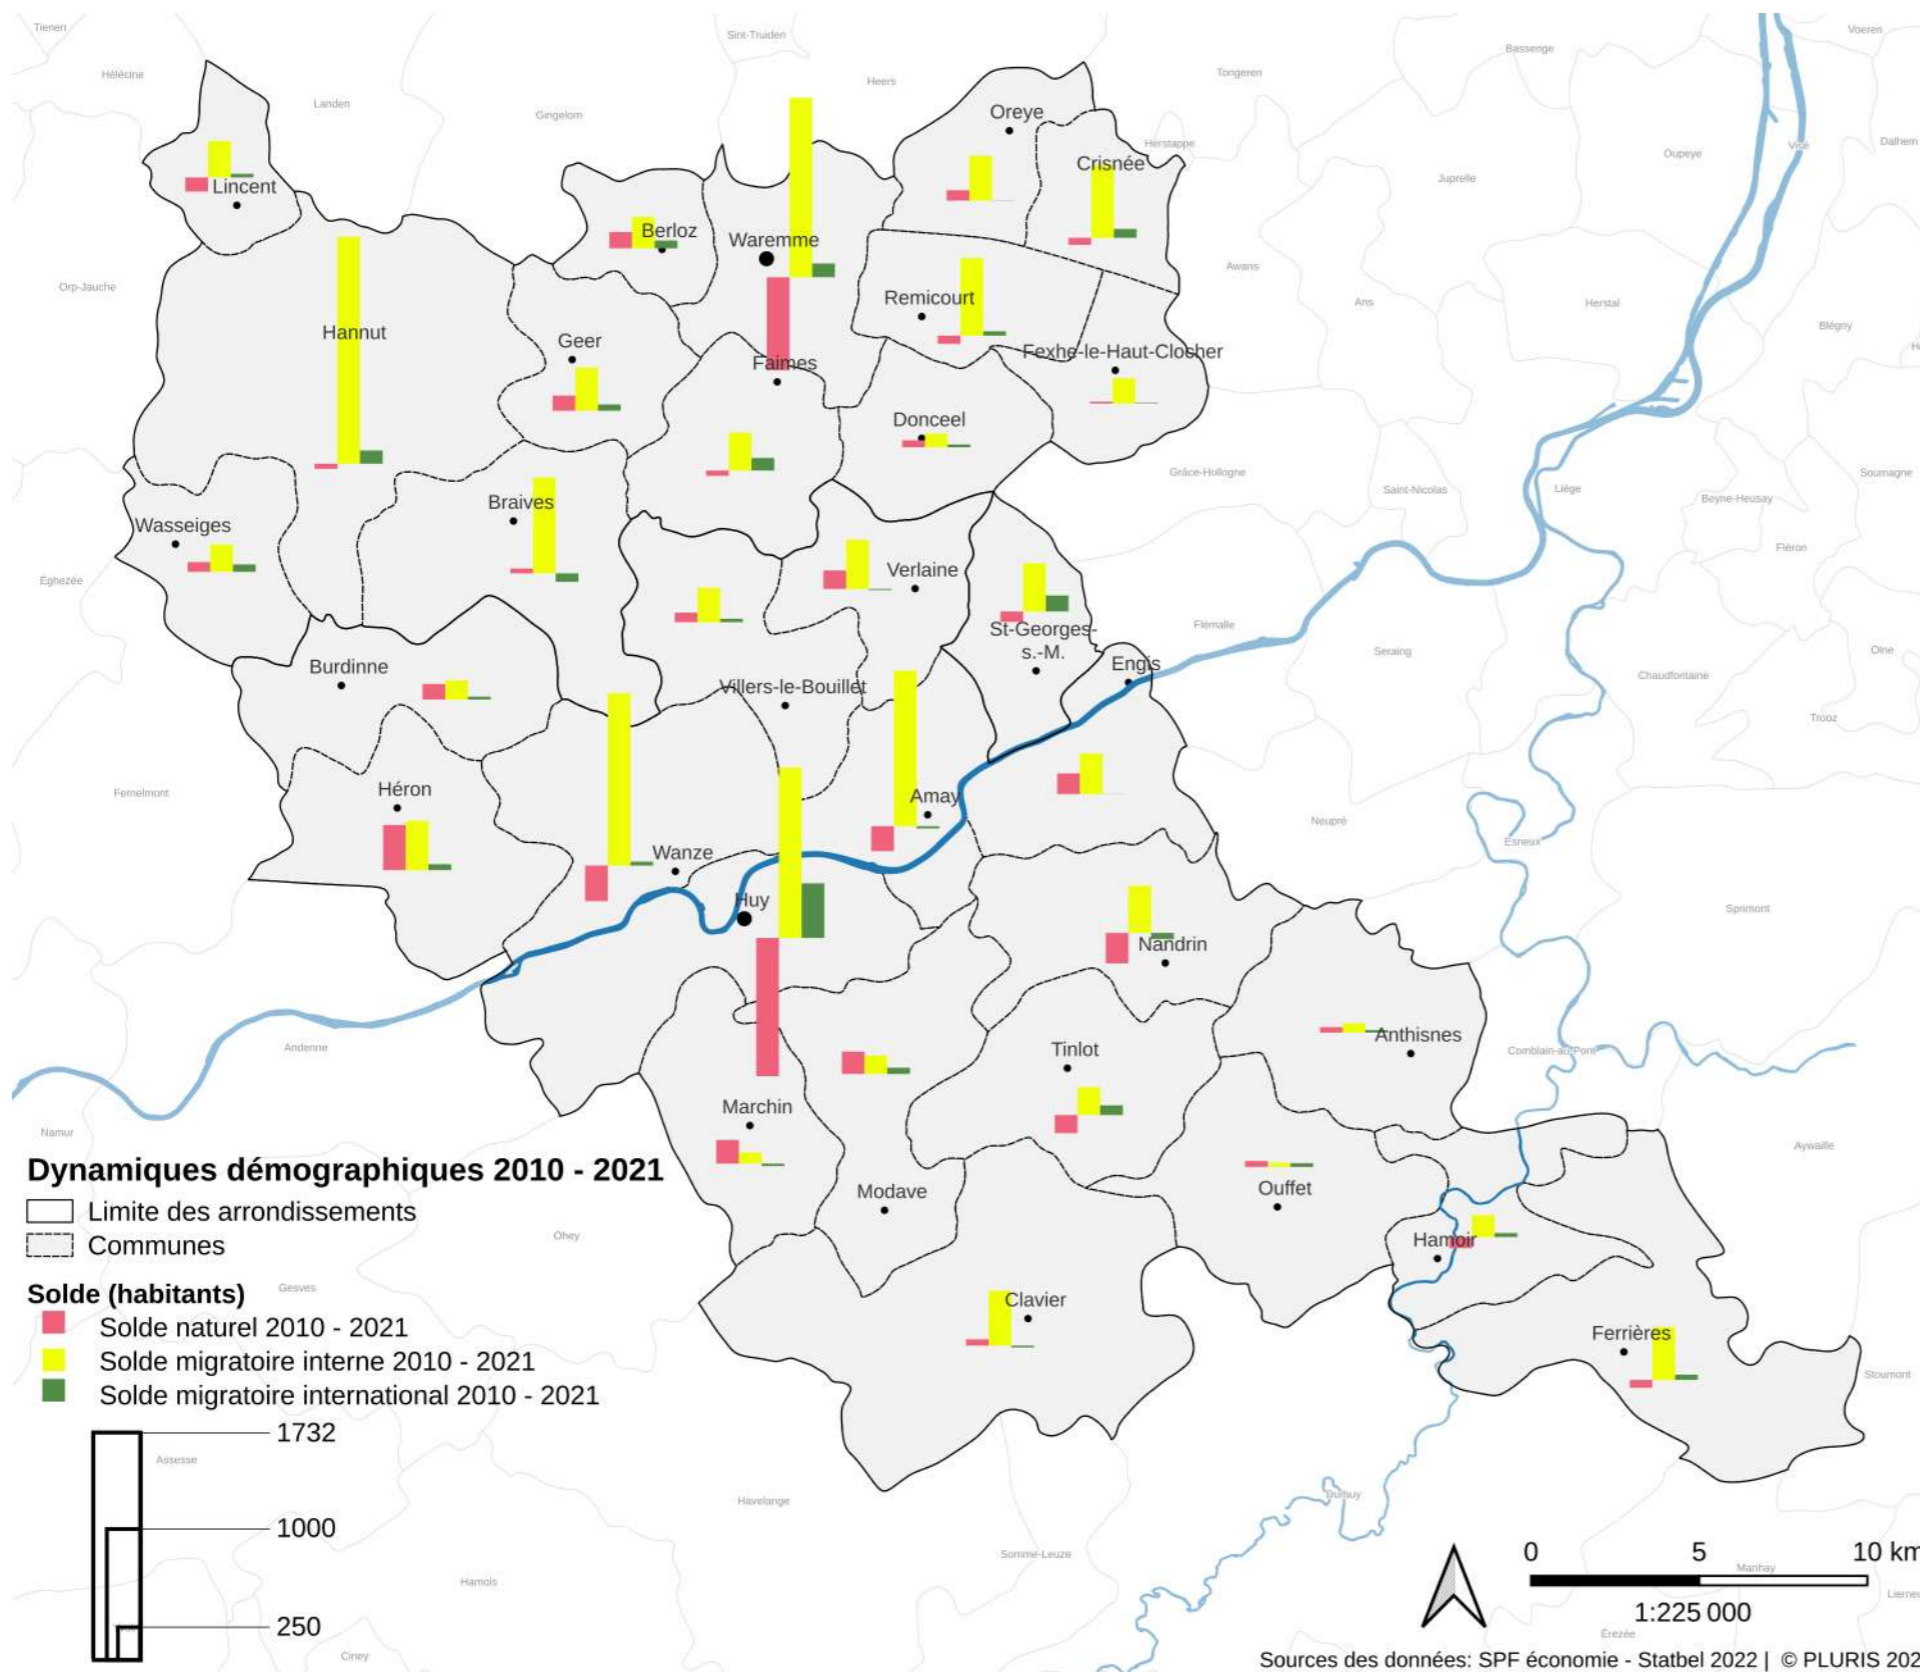 Tienen
Sint-Truiden
Voeren
Bassenge
Hélécine
Heers
Tongeren
Landen
Gingelom
Oreye
Herstappe
Crisnée
Oupeye
Visé
Dalhem
Juprelle
Lincent
Berloz
Waremme
Awans
Orp-Jauche
Remicourt
Ans
Herstal
Blégny
Hannut
Geer
Fexhe-le-Haut-Clocher
Faimes
Donceel
Grâce-Hollogne
Saint-Nicolas
Liège
Beyne-Heusay
Soumagne
Braives
Wasseiges
Fléron
Éghezée
Verlaine
St-Georges-
s.-M.
Flémalle
Seraing
Olne
Burdinne
Engis
Chaudfontaine
Villers-le-Bouillet
Trooz
Fernelmont
Héron
Amay
Neupré
Esneux
Wanze
Huy
Sprimont
Nandrin
Andenne
Tinlot
Anthisnes
Comblain-au-Pont
Marchin
Namur
Aywaille
Dynamiques démographiques 2010 - 2021
Limite des arrondissements
Modave
Ouffet
Communes
Ohey
Hamoir
Gesves
Solde (habitants)
Clavier
Solde naturel 2010 - 2021
Ferrières
Solde migratoire interne 2010 - 2021
Stoumont
Solde migratoire international 2010 - 2021
1732
Assesse
Havelange
Durbuy
1000
Somme-Leuze
0 5 10 km
Manhay
Hamois
1:225 000
250
Érezée
Ciney
Sources des données: SPF économie - Statbel 2022 | © PLURIS 202